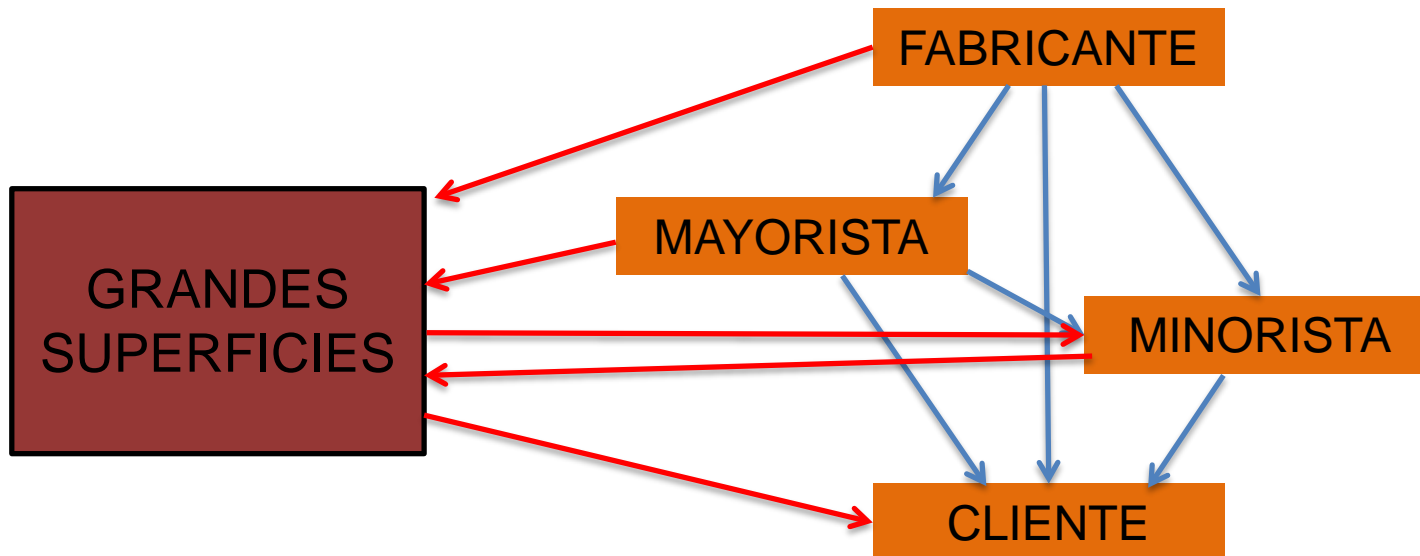 FABRICANTE
MAYORISTA
GRANDES
SUPERFICIES
MINORISTA
CLIENTE